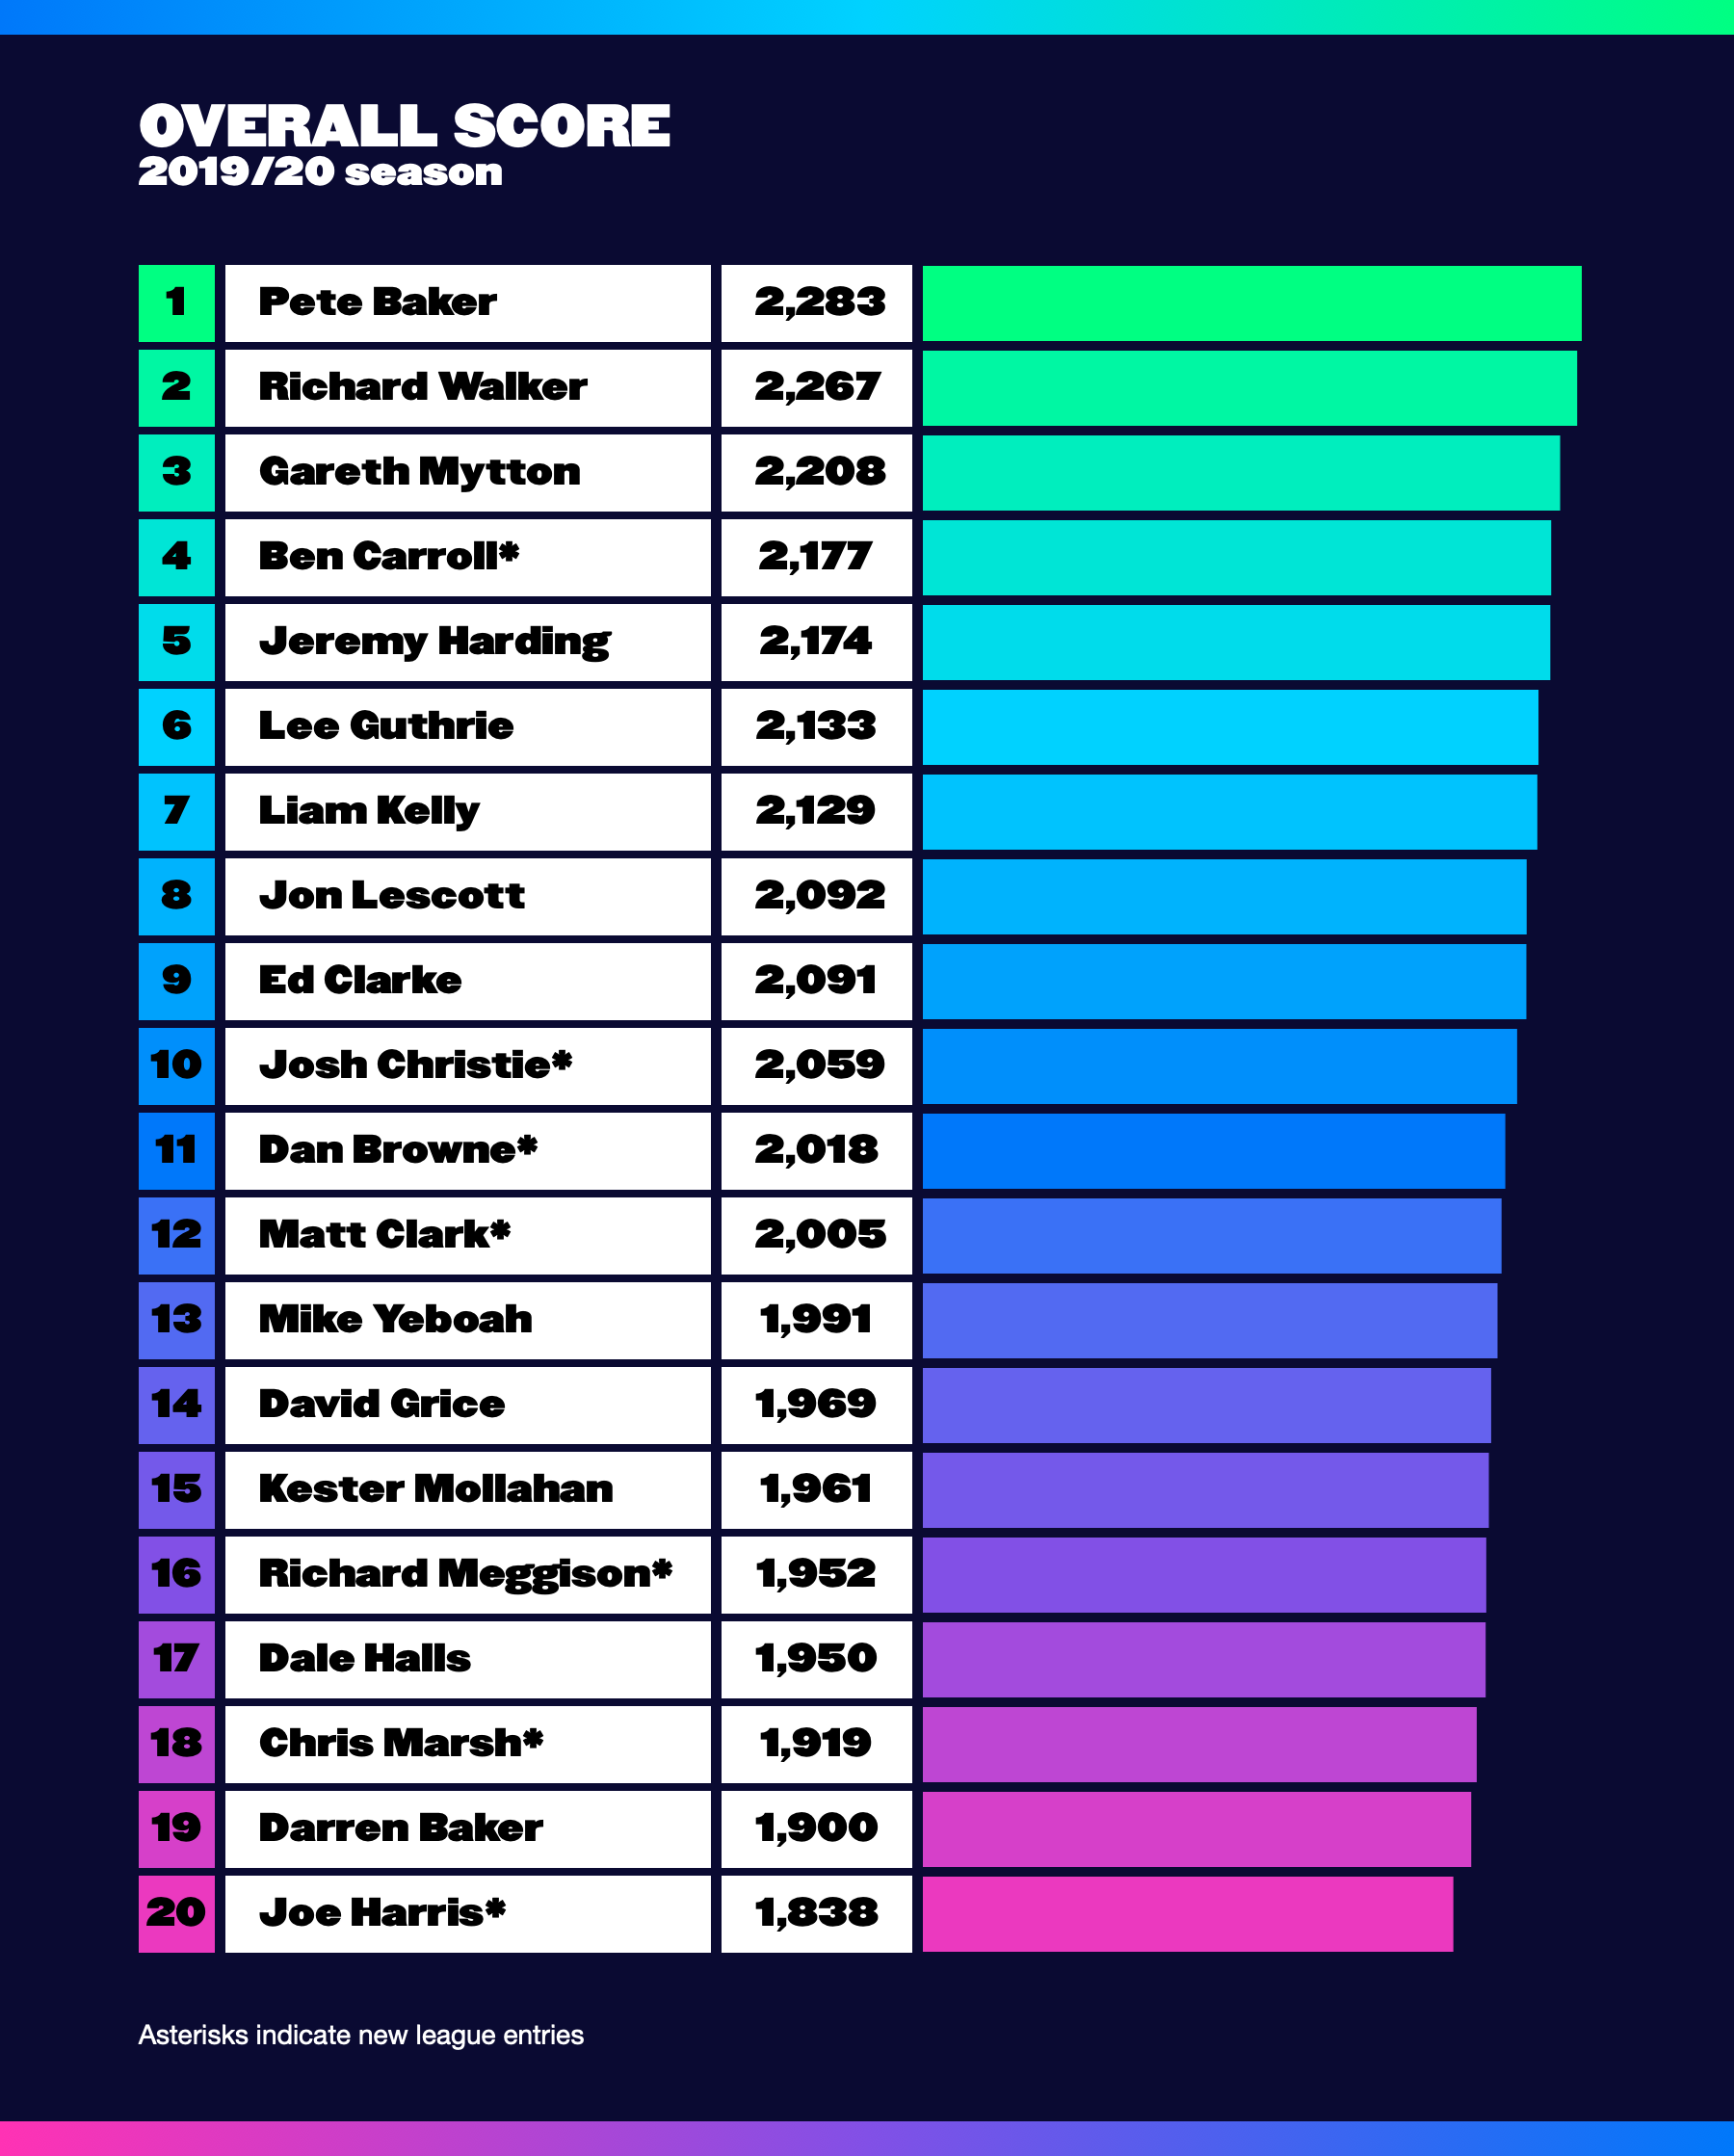 OVERALL SCORE
2019/20 season
1 Pete Baker 2,283
2 Richard Walker 2,267
3 Gareth Mytton 2,208
4 Ben Carroll* 2,177
5 Jeremy Harding 2,174
6 Lee Guthrie 2,133
7 Liam Kelly 2,129
8 Jon Lescott 2,092
9 Ed Clarke 2,091
10 Josh Christie* 2,059
11 Dan Browne* 2,018
12 Matt Clark* 2,005
13 Mike Yeboah 1,991
14 David Grice 1,969
15 Kester Mollahan 1,961
16 Richard Meggison* 1,952
17 Dale Halls 1,950
18 Chris Marsh* 1,919
19 Darren Baker 1,900
20 Joe Harris* 1,838
Asterisks indicate new league entries